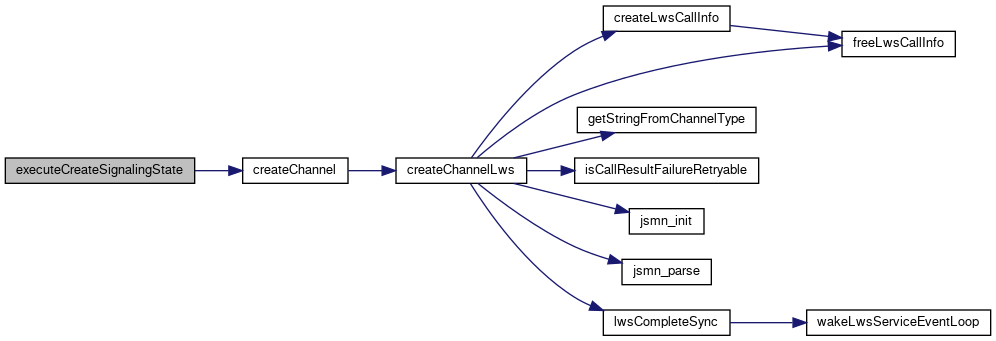 executeCreateSignalingState
createChannel
createChannelLws
createLwsCallInfo
freeLwsCallInfo
getStringFromChannelType
isCallResultFailureRetryable
jsmn_init
jsmn_parse
lwsCompleteSync
wakeLwsServiceEventLoop